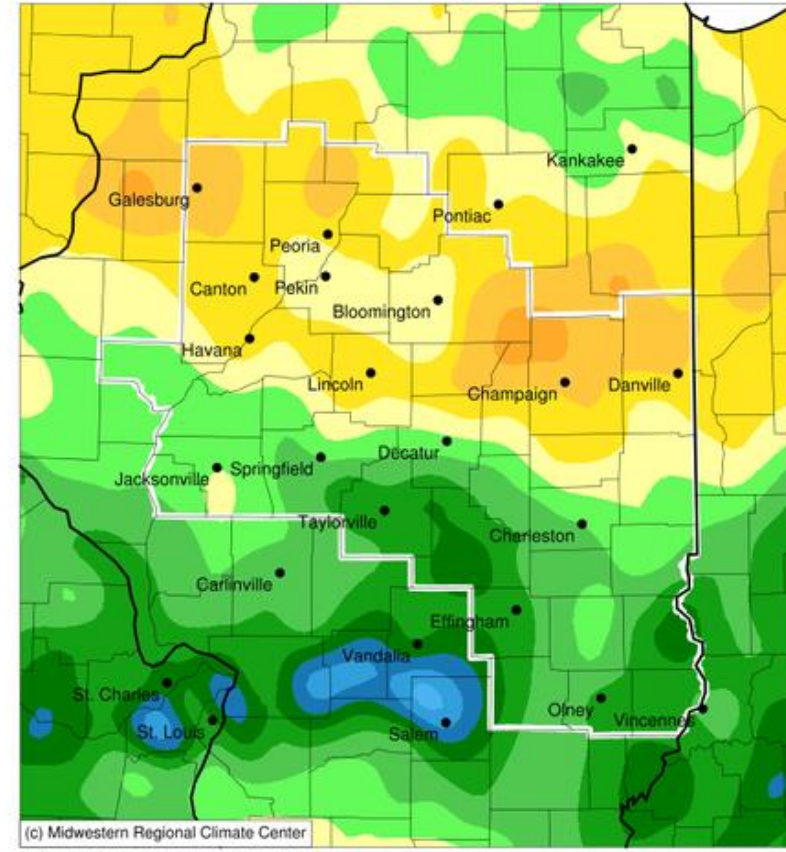 Kankakee
Galesburg
Pontiac
Peoria
Canton
Pekin
Bloomington
Havana
Lincoln
Champaign
Danville
Decatur
Springfield
Jacksonville
Taylorville
Charleston
Carlinville
Effingham
Vandalia
St. Charles
Olney
Vincennes
St. Louis
Salem
(c) Midwestern Regional Climate Center